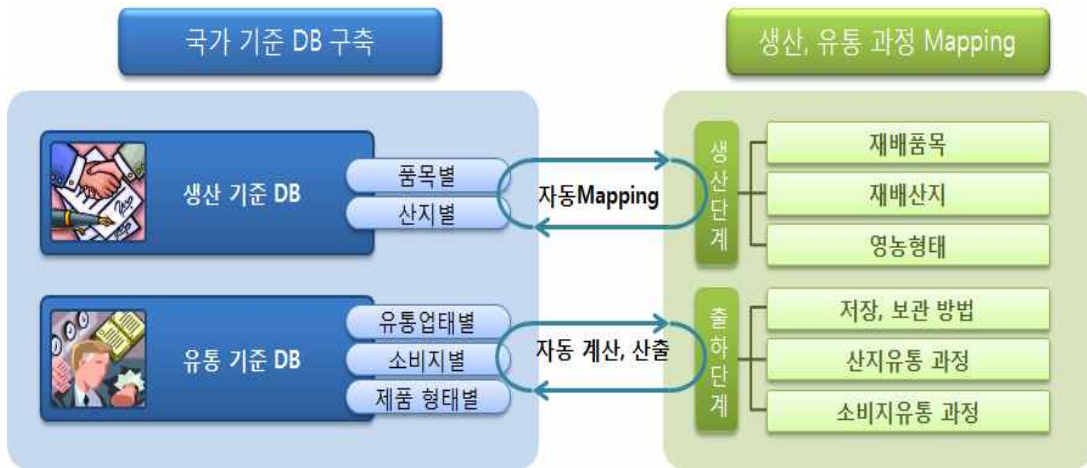 국가 기준 DB 구축
생산, 유통 과정 Mapping
생산 기준 DB
품목별
산지별
자동Mapping
생산단계
재배품목
재배산지
영농형태
유통 기준 DB
유통업태별
소비지별
제품 형태별
자동 계산, 산출
출하단계
저장, 보관 방법
산지유통 과정
소비지유통 과정